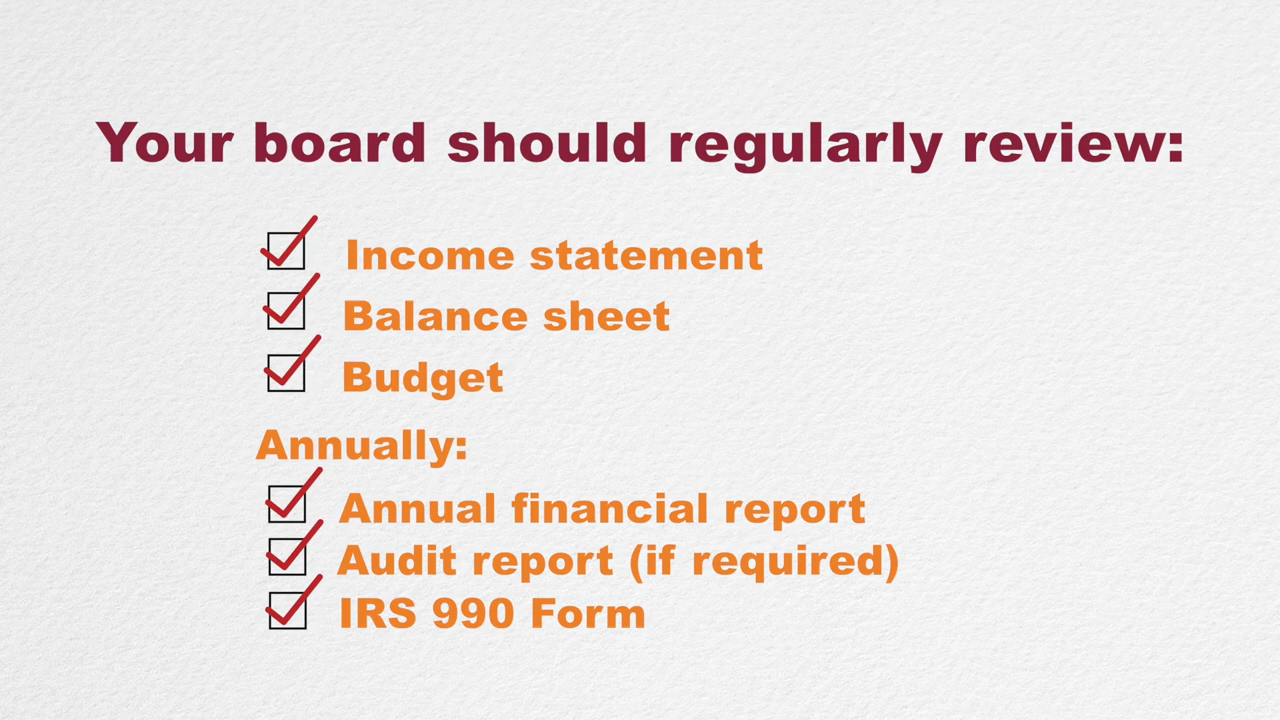 Your board should regularly review:
Income statement
Balance sheet
Budget
Annually:
Annual financial report
Audit report (if required)
IRS 990 Form